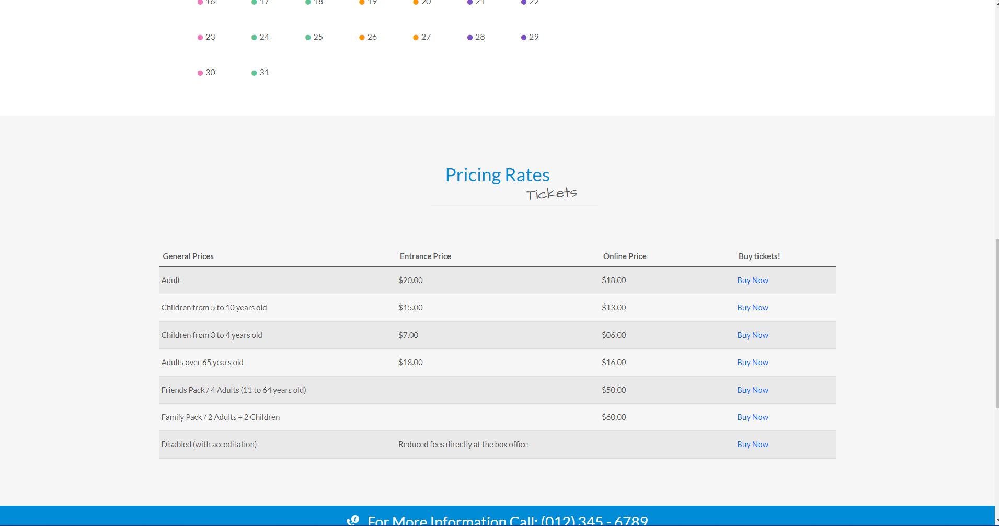 16 17 18 19 20 21 22
23 24 25 26 27 28 29
30 31
Pricing Rates
Tickets
General Prices Entrance Price Online Price Buy tickets!
Adult $20.00 $18.00 Buy Now
Children from 5 to 10 years old $15.00 $13.00 Buy Now
Children from 3 to 4 years old $7.00 $06.00 Buy Now
Adults over 65 years old $18.00 $16.00 Buy Now
Friends Pack / 4 Adults (11 to 64 years old) $50.00 Buy Now
Family Pack / 2 Adults + 2 Children $60.00 Buy Now
Disabled (with acceditation) Reduced fees directly at the box office Buy Now
For More Information Call: (012) 345 - 6789